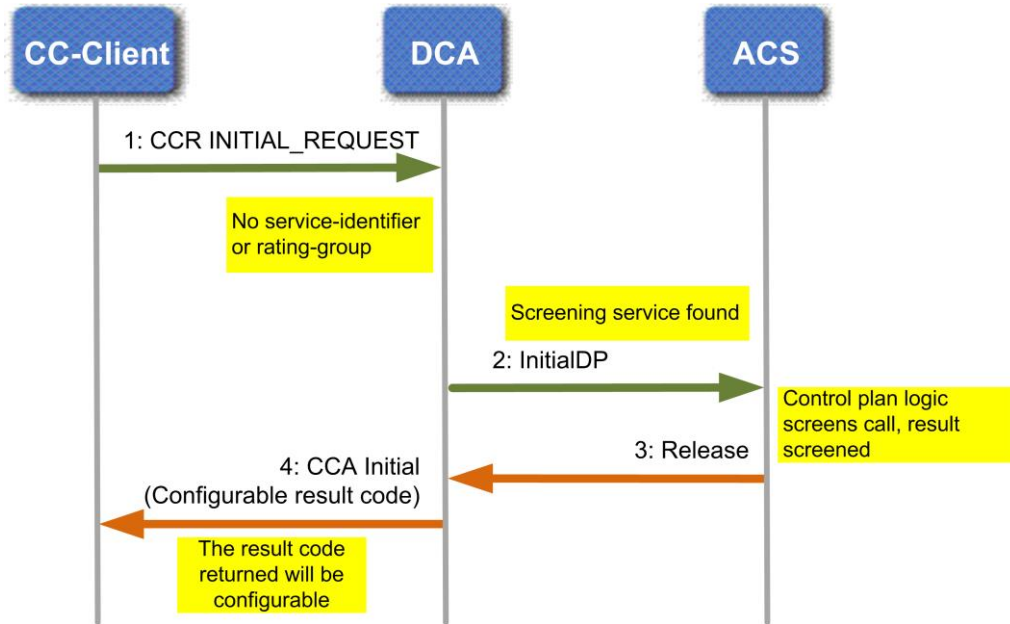 CC-Client
DCA
ACS
1: CCR INITIAL_REQUEST
No service-identifier
or rating-group
Screening service found
2: InitialDP
Control plan logic
screens call, result
screened
3: Release
4: CCA Initial
(Configurable result code)
The result code
returned will be
configurable